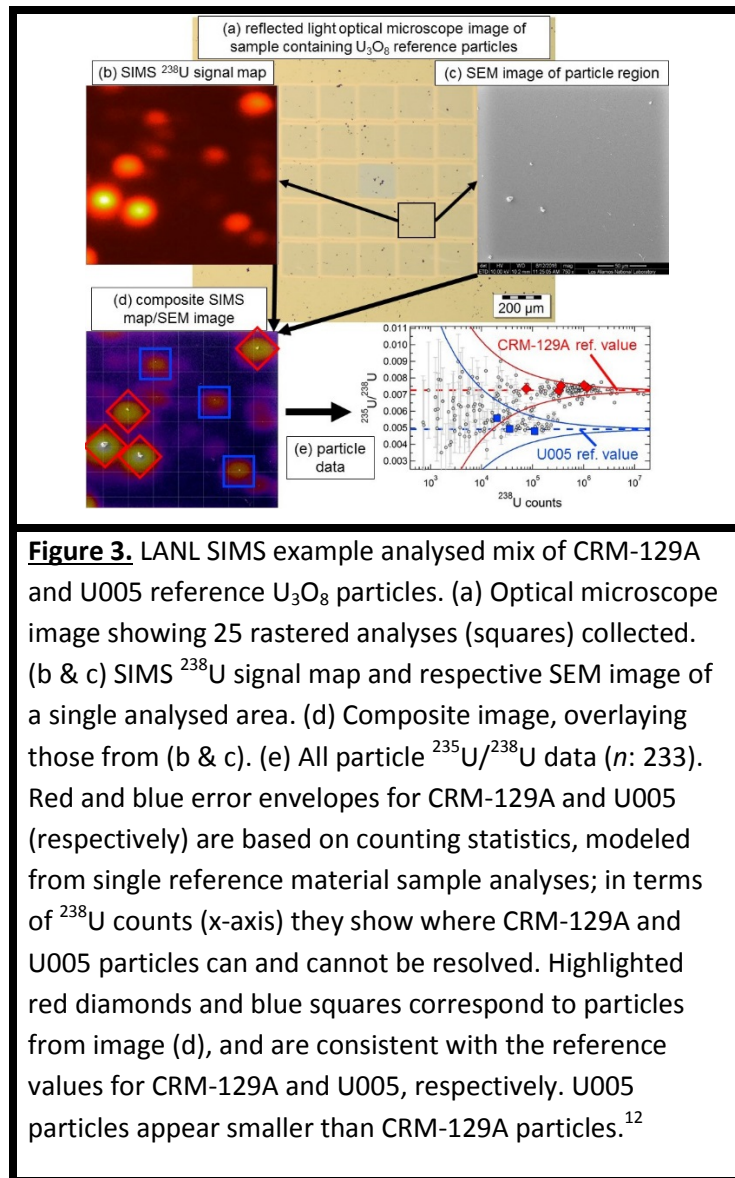 (a) reflected light optical microscope image of
sample containing U₃O₈ reference particles
(b) SIMS ²³⁸U signal map
(c) SEM image of particle region
200 µm
(d) composite SIMS
map/SEM image
(e) particle
data
0.011
0.010
0.009
0.008
0.007
0.006
0.005
0.004
0.003
²³⁵U/²³⁸U
CRM-129A ref. value
U005 ref. value
10³
10⁴
10⁵
10⁶
10⁷
²³⁸U counts
Figure 3. LANL SIMS example analysed mix of CRM-129A
and U005 reference U₃O₈ particles. (a) Optical microscope
image showing 25 rastered analyses (squares) collected.
(b & c) SIMS ²³⁸U signal map and respective SEM image of
a single analysed area. (d) Composite image, overlaying
those from (b & c). (e) All particle ²³⁵U/²³⁸U data (n: 233).
Red and blue error envelopes for CRM-129A and U005
(respectively) are based on counting statistics, modeled
from single reference material sample analyses; in terms
of ²³⁸U counts (x-axis) they show where CRM-129A and
U005 particles can and cannot be resolved. Highlighted
red diamonds and blue squares correspond to particles
from image (d), and are consistent with the reference
values for CRM-129A and U005, respectively. U005
particles appear smaller than CRM-129A particles.¹²